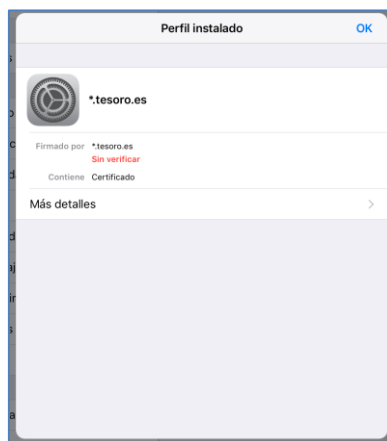 Perfil instalado
OK
*.tesoro.es
Firmado por *.tesoro.es
Sin verificar
Contiene Certificado
Más detalles